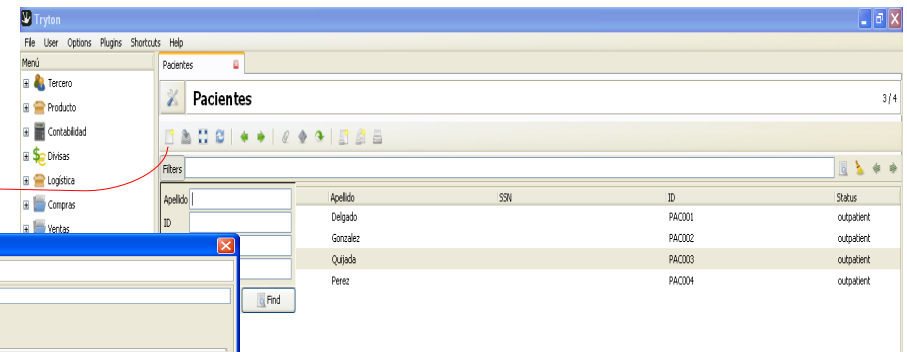 Tryton
File User Options Plugins Shortcuts Help
Menú
Pacientes
Tercero
Pacientes
3 / 4
Producto
Contabilidad
Divisas
Filters
Logística
Apellido
Apellido SSN ID Status
Compras
ID
Delgado PAC001 outpatient
Ventas
Gonzalez PAC002 outpatient
Quijada PAC003 outpatient
Perez PAC004 outpatient
Find